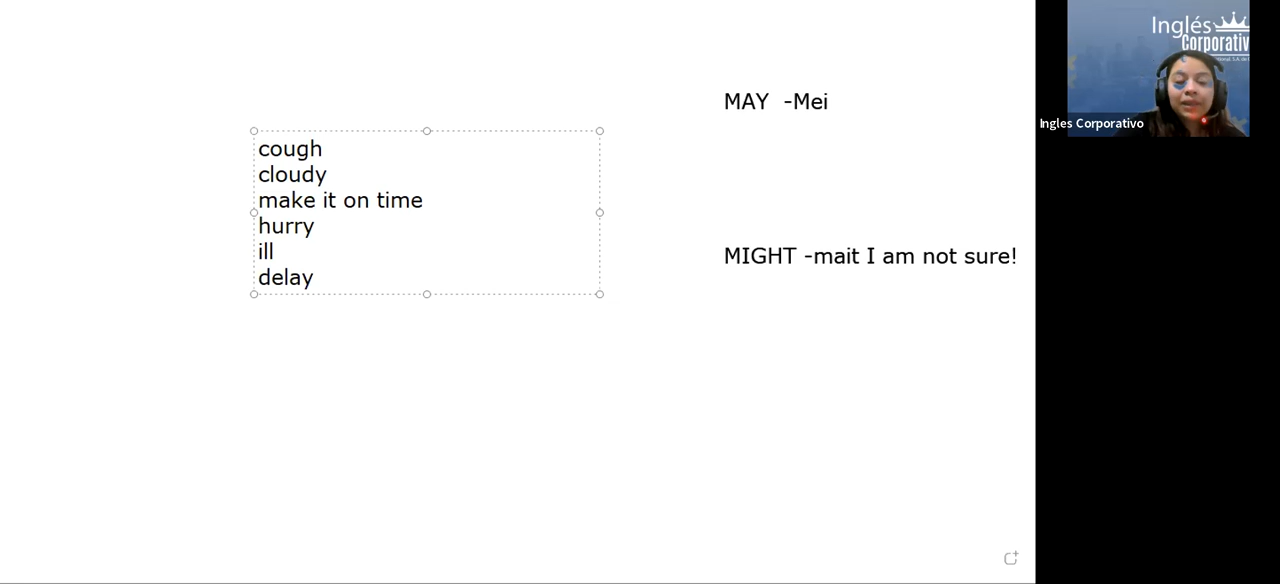 MAY -Mei
cough
cloudy
make it on time
hurry
ill
delay
MIGHT -mait I am not sure!
Inglés
Corporativ
Ingles Corporativo